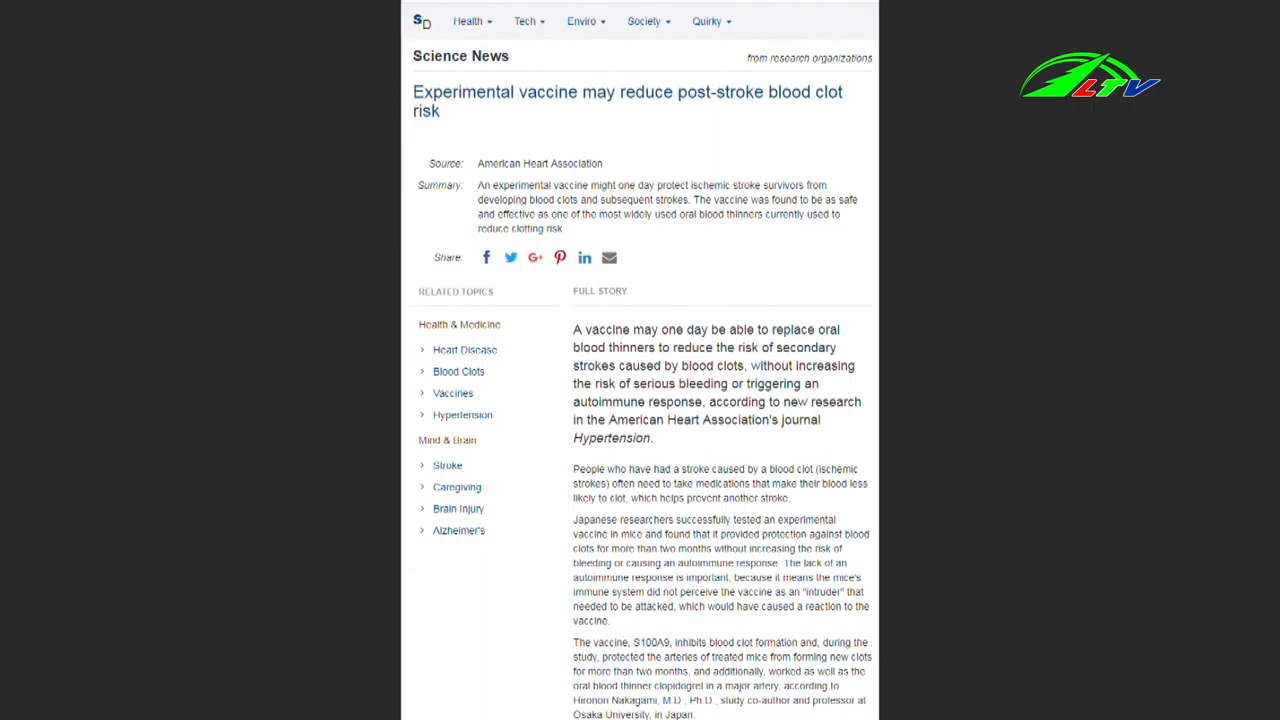 SD Health Tech Enviro Society Quirky
LTV
Science News
from research organizations
Experimental vaccine may reduce post-stroke blood clot
risk
Source: American Heart Association
Summary: An experimental vaccine might one day protect ischemic stroke survivors from
developing blood clots and subsequent strokes. The vaccine was found to be as safe
and effective as one of the most widely used oral blood thinners currently used to
reduce clotting risk
Share:
RELATED TOPICS
Health & Medicine
Heart Disease
Blood Clots
Vaccines
Hypertension
Mind & Brain
Stroke
Caregiving
Brain Injury
Alzheimer's
FULL STORY
A vaccine may one day be able to replace oral
blood thinners to reduce the risk of secondary
strokes caused by blood clots, without increasing
the risk of serious bleeding or triggering an
autoimmune response, according to new research
in the American Heart Association's journal
Hypertension.
People who have had a stroke caused by a blood clot (ischemic
strokes) often need to take medications that make their blood less
likely to clot, which helps prevent another stroke.
Japanese researchers successfully tested an experimental
vaccine in mice and found that it provided protection against blood
clots for more than two months without increasing the risk of
bleeding or causing an autoimmune response. The lack of an
autoimmune response is important, because it means the mice's
immune system did not perceive the vaccine as an "intruder" that
needed to be attacked, which would have caused a reaction to the
vaccine.
The vaccine, S100A9, inhibits blood clot formation and, during the
study, protected the arteries of treated mice from forming new clots
for more than two months, and additionally, worked as well as the
oral blood thinner clopidogrel in a major artery, according to
Hironori Nakagami, M.D., Ph.D., study co-author and professor at
Osaka University, in Japan.